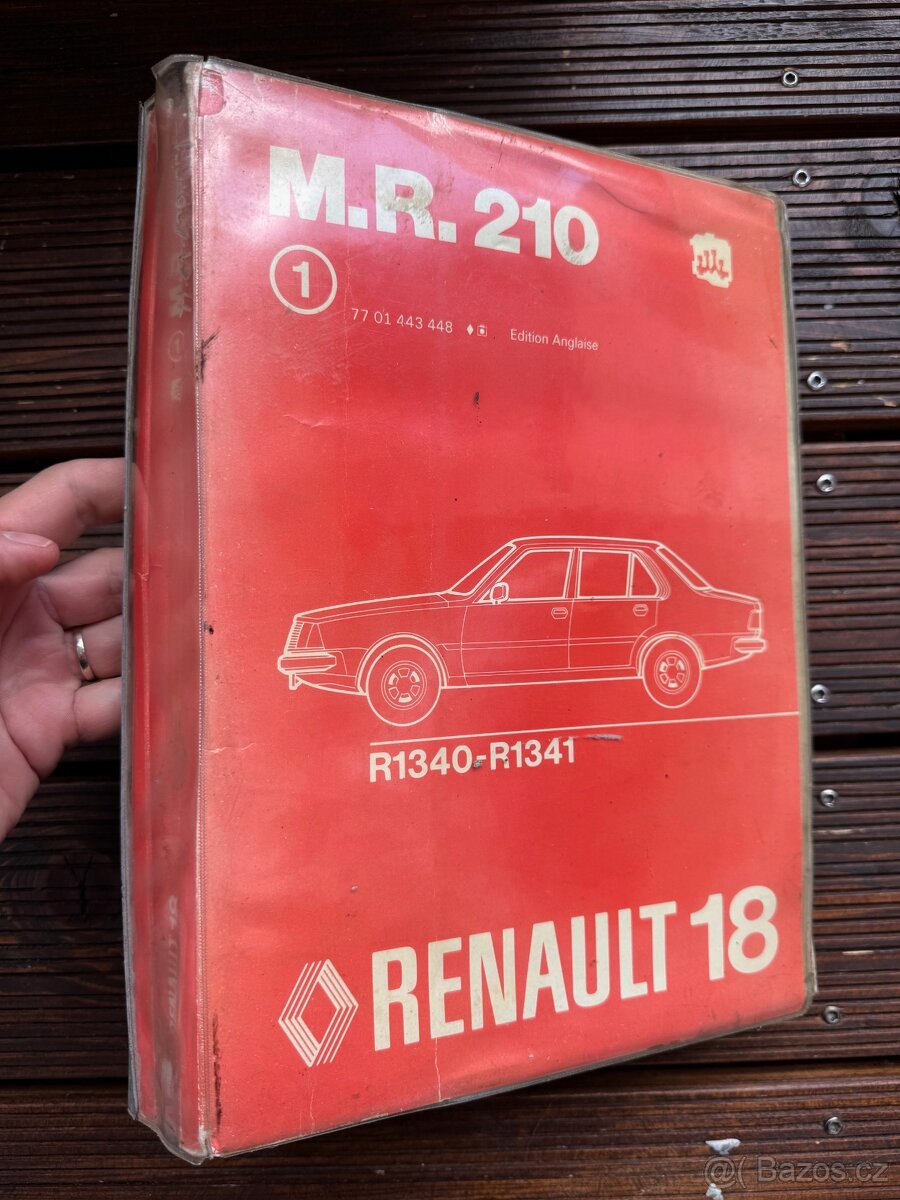 M.R. 210
1
77 01 443 448 Edition Anglaise
R1340-R1341
RENAULT 18
@( Bazos.cz